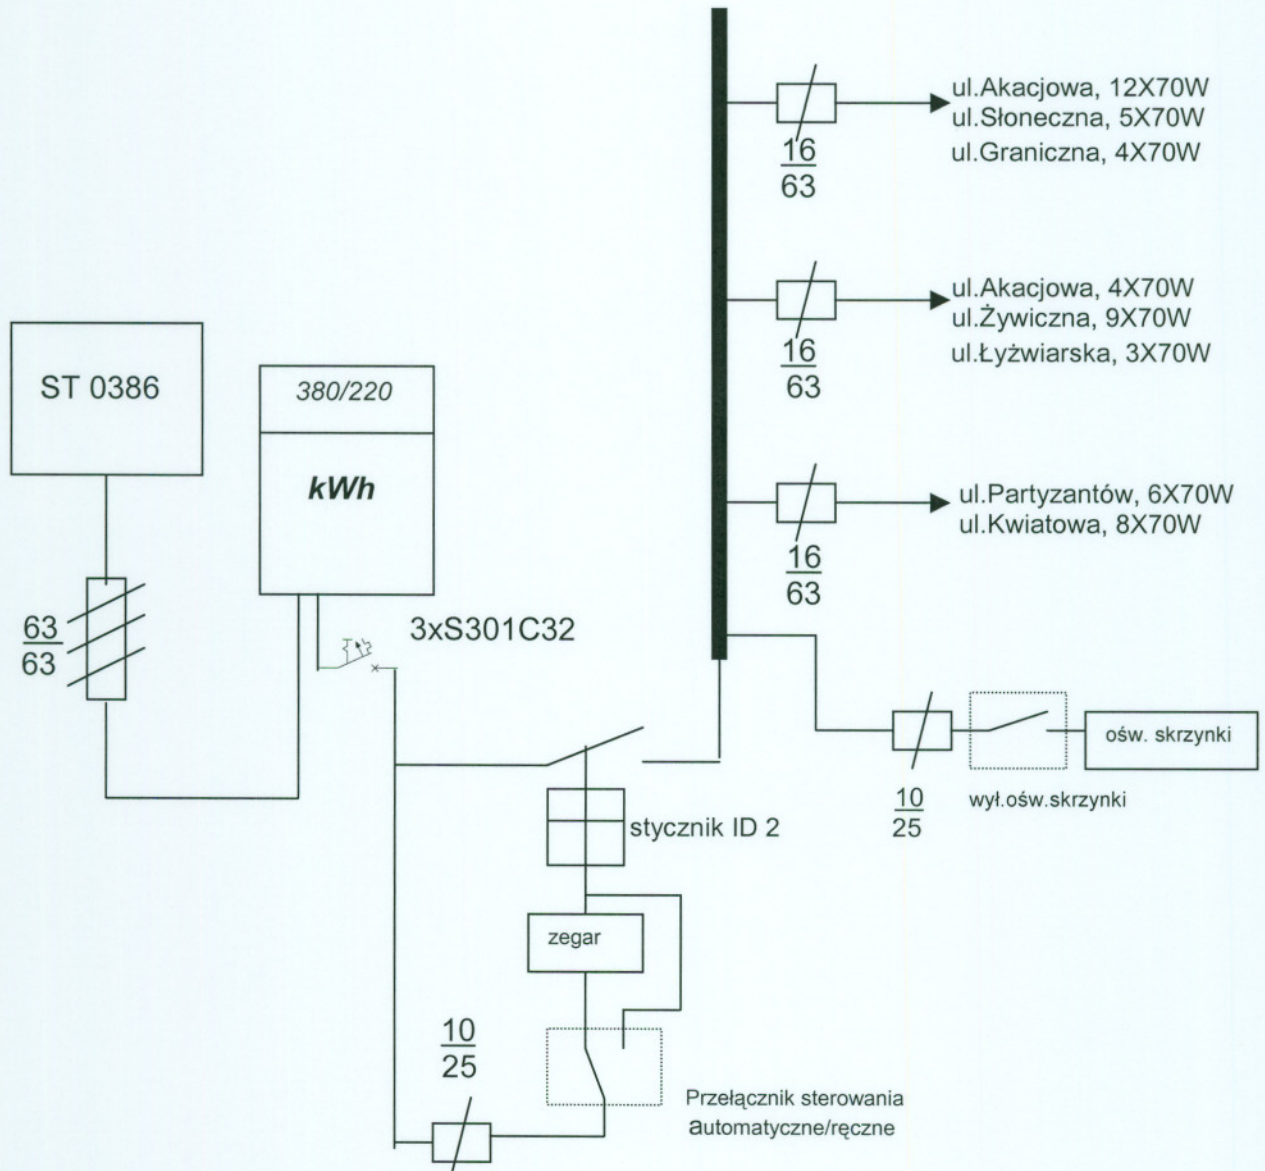 ul.Akacjowa, 12X70W
ul.Słoneczna, 5X70W
ul.Graniczna, 4X70W
16
63
ul.Akacjowa, 4X70W
ul.Żywiczna, 9X70W
ul.Łyżwiarska, 3X70W
16
63
ST 0386
380/220
kWh
ul.Partyzantów, 6X70W
ul.Kwiatowa, 8X70W
16
63
63
63
3xS301C32
ośw. skrzynki
10
25
wył.ośw.skrzynki
stycznik ID 2
zegar
10
25
Przełącznik sterowania
automatyczne/ręczne